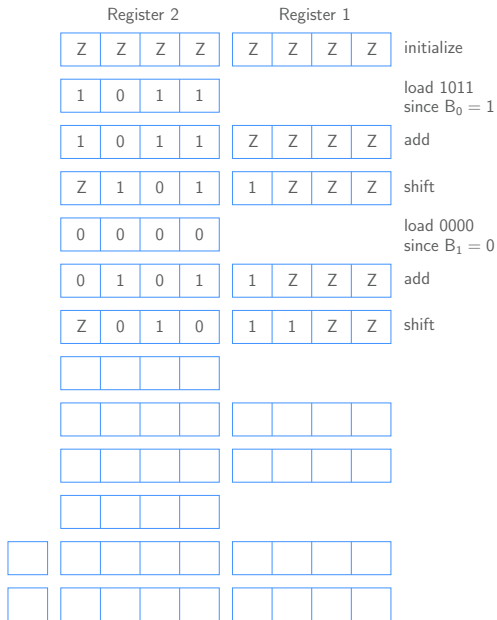 Register 2 Register 1
Z Z Z Z Z Z Z Z initialize
1 0 1 1 load 1011
since B₀ = 1
1 0 1 1 Z Z Z Z add
Z 1 0 1 1 Z Z Z shift
0 0 0 0 load 0000
since B₁ = 0
0 1 0 1 1 Z Z Z add
Z 0 1 0 1 1 Z Z shift